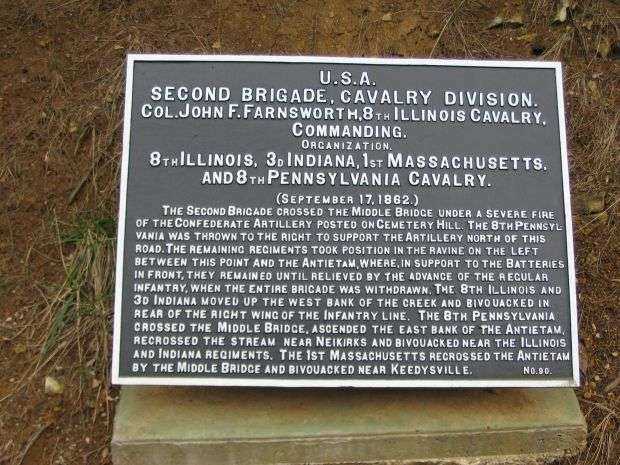 U.S.A.
SECOND BRIGADE, CAVALRY DIVISION.
COL. JOHN F. FARNSWORTH, 8TH ILLINOIS CAVALRY,
COMMANDING.
ORGANIZATION.
8TH ILLINOIS, 3D INDIANA, 1ST MASSACHUSETTS,
AND 8TH PENNSYLVANIA CAVALRY.
(SEPTEMBER 17, 1862.)
THE SECOND BRIGADE CROSSED THE MIDDLE BRIDGE UNDER A SEVERE FIRE
OF THE CONFEDERATE ARTILLERY POSTED ON CEMETERY HILL. THE 8TH PENNSYL
VANIA WAS THROWN TO THE RIGHT TO SUPPORT THE ARTILLERY NORTH OF THIS
ROAD. THE REMAINING REGIMENTS TOOK POSITION IN THE RAVINE ON THE LEFT
BETWEEN THIS POINT AND THE ANTIETAM, WHERE, IN SUPPORT TO THE BATTERIES
IN FRONT, THEY REMAINED UNTIL RELIEVED BY THE ADVANCE OF THE REGULAR
INFANTRY, WHEN THE ENTIRE BRIGADE WAS WITHDRAWN. THE 8TH ILLINOIS AND
3D INDIANA MOVED UP THE WEST BANK OF THE CREEK AND BIVOUACKED IN
REAR OF THE RIGHT WING OF THE INFANTRY LINE. THE 8TH PENNSYLVANIA
CROSSED THE MIDDLE BRIDGE, ASCENDED THE EAST BANK OF THE ANTIETAM,
RECROSSED THE STREAM NEAR NEIKIRKS AND BIVOUACKED NEAR THE ILLINOIS
AND INDIANA REGIMENTS. THE 1ST MASSACHUSETTS RECROSSED THE ANTIETAM
BY THE MIDDLE BRIDGE AND BIVOUACKED NEAR KEEDYSVILLE. NO. 90.